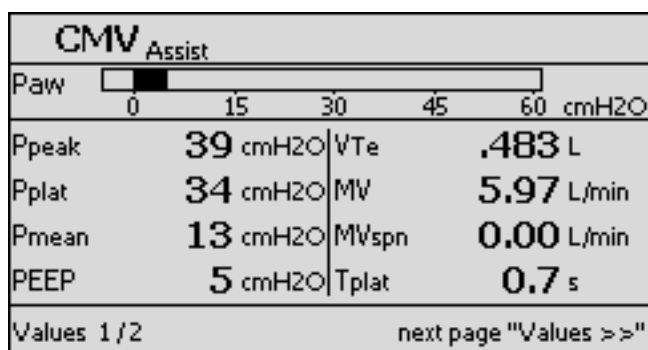 CMV Assist
Paw
0 15 30 45 60 cmH2O
Ppeak 39 cmH2O VTe .483 L
Pplat 34 cmH2O MV 5.97 L/min
Pmean 13 cmH2O MVspn 0.00 L/min
PEEP 5 cmH2O Tplat 0.7 s
Values 1/2 next page "Values >>"